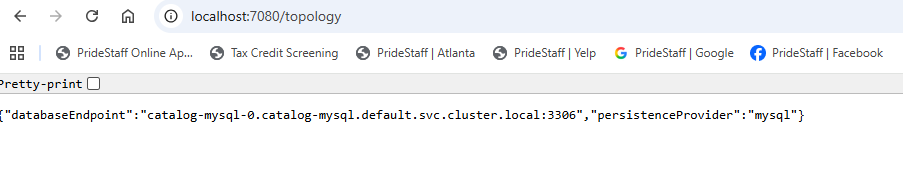 localhost:7080/topology
PrideStaff Online Ap... Tax Credit Screening PrideStaff | Atlanta PrideStaff | Yelp PrideStaff | Google PrideStaff | Facebook
Pretty-print
{"databaseEndpoint":"catalog-mysql-0.catalog-mysql.default.svc.cluster.local:3306","persistenceProvider":"mysql"}